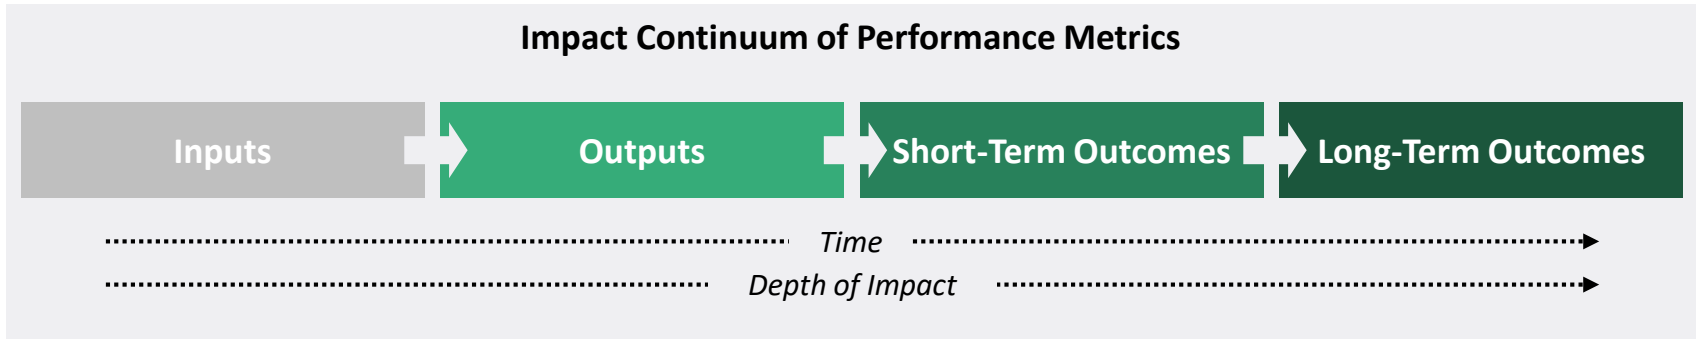 Impact Continuum of Performance Metrics
Inputs
Outputs
Short-Term Outcomes
Long-Term Outcomes
Time
Depth of Impact